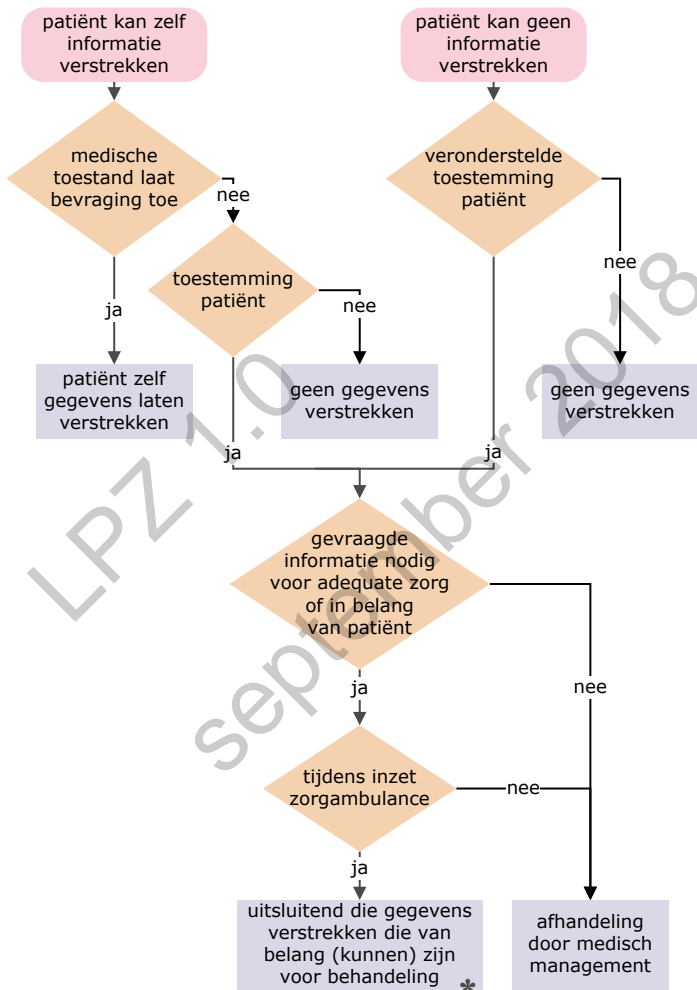 patiënt kan zelf
informatie
verstrekken
patiënt kan geen
informatie
verstrekken
medische
toestand laat
bevraging toe
veronderstelde
toestemming
patiënt
nee
toestemming
patiënt
nee
nee
ja
patiënt zelf
gegevens laten
verstrekken
geen gegevens
verstrekken
geen gegevens
verstrekken
ja
ja
gevraagde
informatie nodig
voor adequate zorg
of in belang
van patiënt
ja
nee
tijdens inzet
zorgambulance
nee
ja
uitsluitend die gegevens
verstrekken die van
belang (kunnen) zijn
voor behandeling *
afhandeling
door medisch
management
LPZ 1.0
september 2018